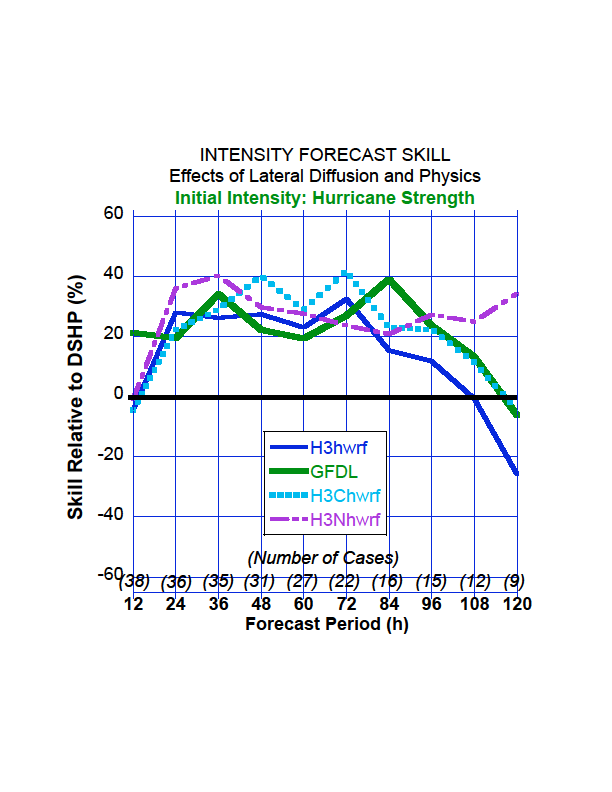 INTENSITY FORECAST SKILL
Effects of Lateral Diffusion and Physics
Initial Intensity: Hurricane Strength
Skill Relative to DSHP (%)
60
40
20
0
-20
-40
-60
H3hwrf
GFDL
H3Chwrf
H3Nhwrf
(Number of Cases)
(38) (36) (35) (31) (27) (22) (16) (15) (12) (9)
12 24 36 48 60 72 84 96 108 120
Forecast Period (h)